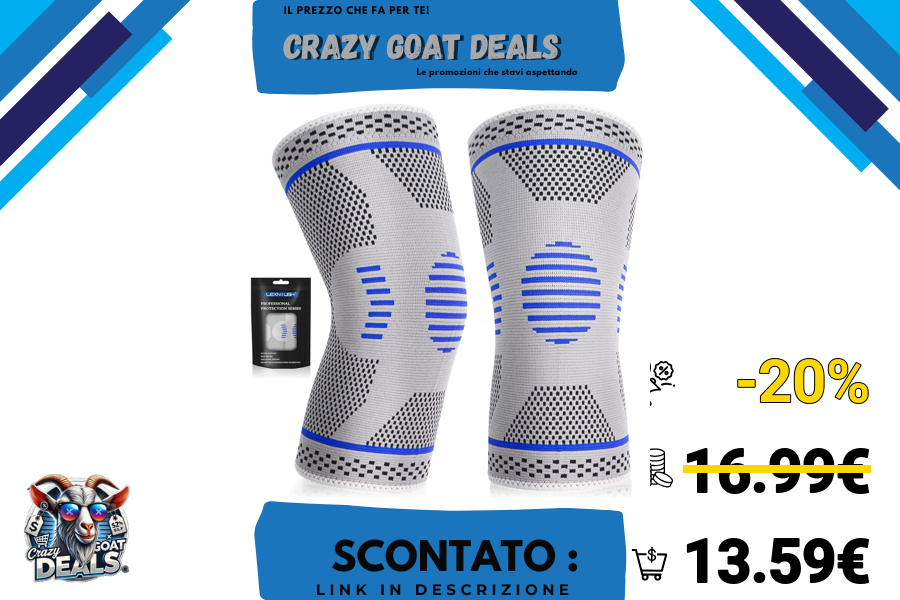 IL PREZZO CHE FA PER TE!
CRAZY GOAT DEALS
Le promozioni che stavi aspettando
PROFESSIONAL
PROTECTION SERIES
-20%
16.99€
13.59€
SCONTATO :
LINK IN DESCRIZIONE
$
Crazy
GOAT
DEALS